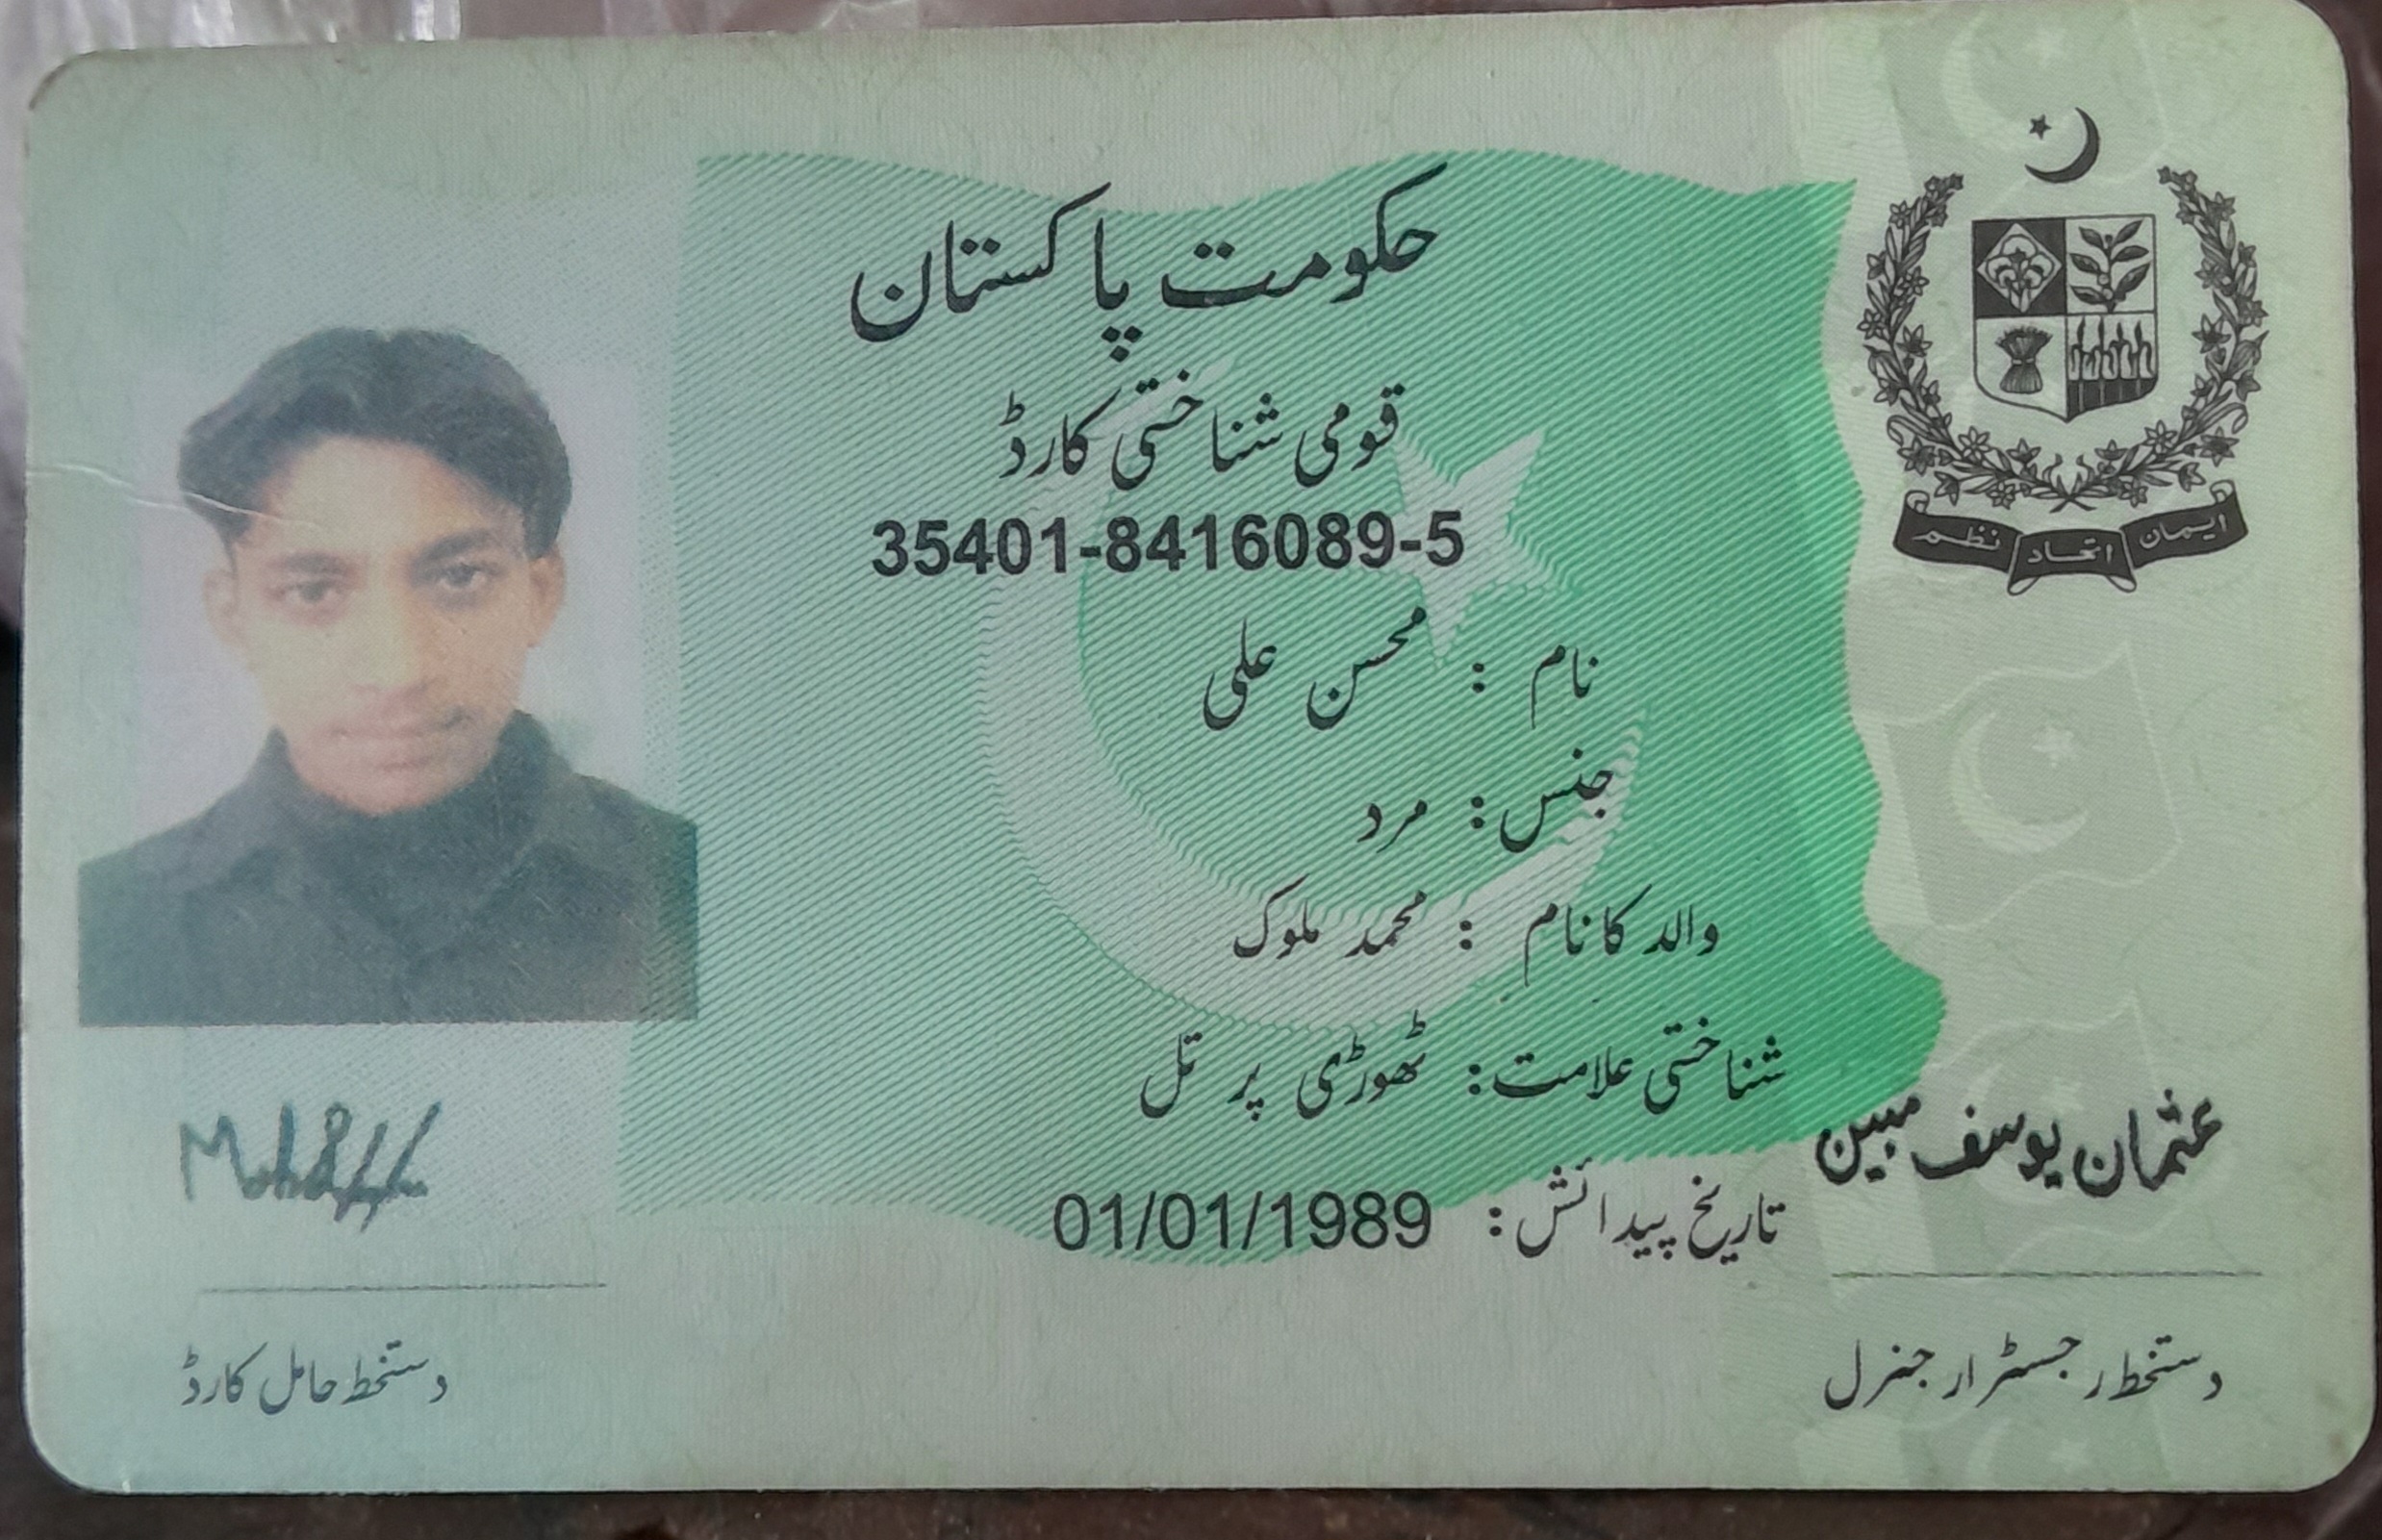 حکومت پاکستان
قومی شناختی کارڈ
35401-8416089-5
نام : محسن علی
جنس: مرد
والد کا نام : محمد ملوک
شناختی علامت: ٹھوڑی پر تل
تاریخ پیدائش: 01/01/1989
ایمان اتحاد نظم
عثمان یوسف مبین
دستخط رجسٹرار جنرل
دستخط حامل کارڈ